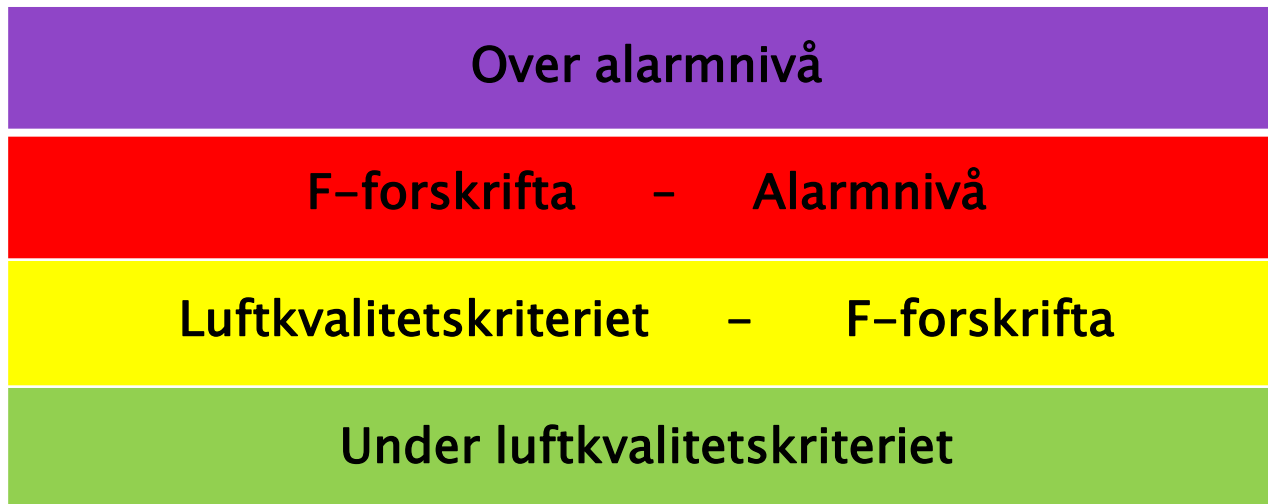 Over alarmnivå
F-forskrifta - Alarmnivå
Luftkvalitetskriteriet - F-forskrifta
Under luftkvalitetskriteriet